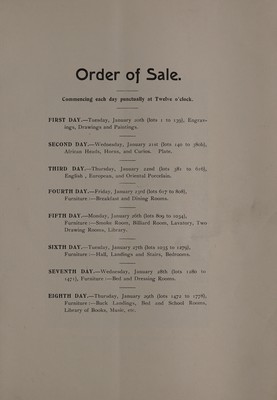 Order of Sale.
Commencing each day punctually at Twelve o'clock.
FIRST DAY.—Tuesday, January 20th (lots 1 to 139), Engrav-
ings, Drawings and Paintings.
SECOND DAY.—Wednesday, January 21st (lots 140 to 380),
African Heads, Horns, and Curios. Plate.
THIRD DAY.—Thursday, January 22nd (lots 381 to 616),
English, European, and Oriental Porcelain.
FOURTH DAY.—Friday, January 23rd (lots 617 to 808),
Furniture:—Breakfast and Dining Rooms.
FIFTH DAY.—Monday, January 26th (lots 809 to 1034),
Furniture:—Smoke Room, Billiard Room, Lavatory, Two
Drawing Rooms, Library.
SIXTH DAY.—Tuesday, January 27th (lots 1035 to 1279),
Furniture:—Hall, Landings and Stairs, Bedrooms.
SEVENTH DAY.—Wednesday, January 28th (lots 1280 to
1471), Furniture:—Bed and Dressing Rooms.
EIGHTH DAY.—Thursday, January 29th (lots 1472 to 1778),
Furniture:—Back Landings, Bed and School Rooms,
Library of Books, Music, etc.